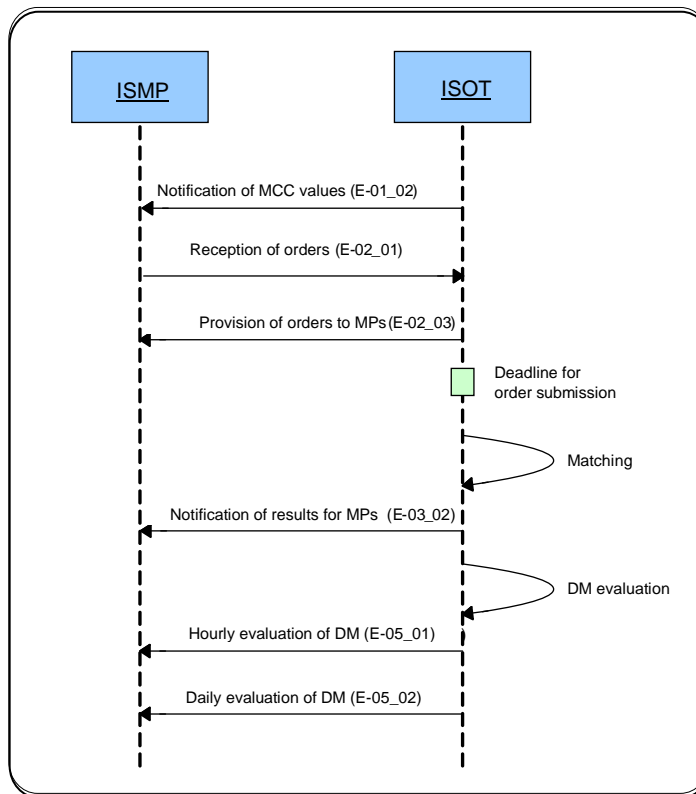 ISMP
ISOT
Notification of MCC values (E-01_02)
Reception of orders (E-02_01)
Provision of orders to MPs(E-02_03)
Deadline for
order submission
Matching
Notification of results for MPs (E-03_02)
DM evaluation
Hourly evaluation of DM (E-05_01)
Daily evaluation of DM (E-05_02)